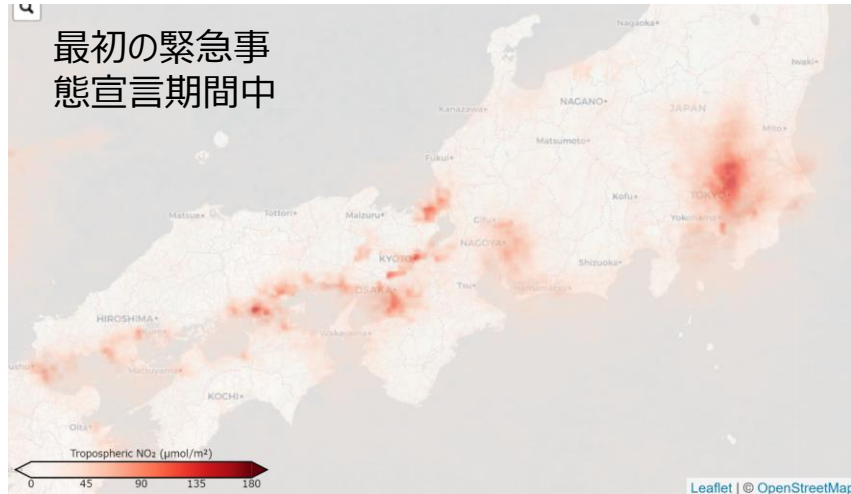 最初の緊急事
態宣言期間中
Nagaoka
Iwaki
Kanazawa
NAGANO
JAPAN
Matsumoto
Mito
Fukui
TOKYO
Kofu
Matsue
Tottori
Maizuru
Gifu
Yokohama
NAGOYA
KYOTO
Shizuoka
OSAKA
Tsu
Hamamatsu
HIROSHIMA
Kure
Wakayama
Matsuyama
KOCHI
Oita
Tropospheric NO₂ (μmol/m²)
0 45 90 135 180
Leaflet | © OpenStreetMap